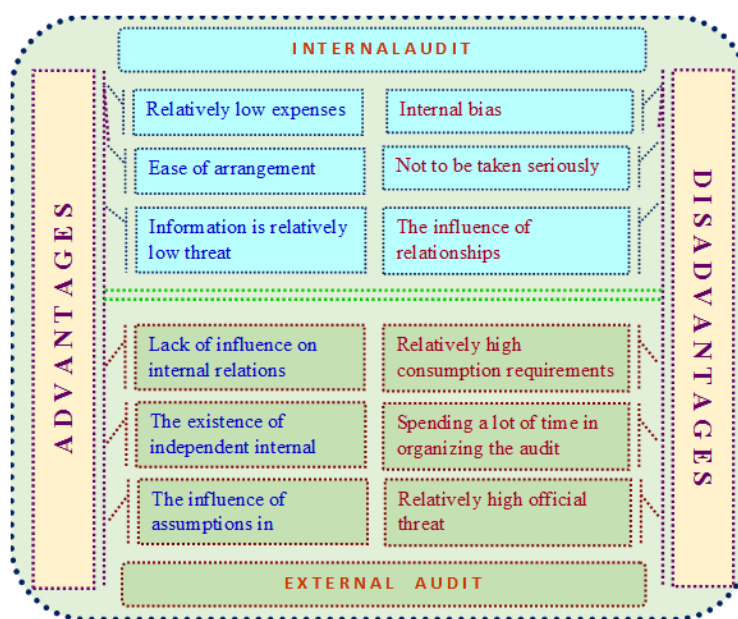 INTERNALAUDIT
ADVANTAGES
Relatively low expenses
Internal bias
Ease of arrangement
Not to be taken seriously
Information is relatively
low threat
The influence of
relationships
DISADVANTAGES
Lack of influence on
internal relations
Relatively high
consumption requirements
The existence of
independent internal
Spending a lot of time in
organizing the audit
The influence of
assumptions in
Relatively high official
threat
EXTERNAL AUDIT